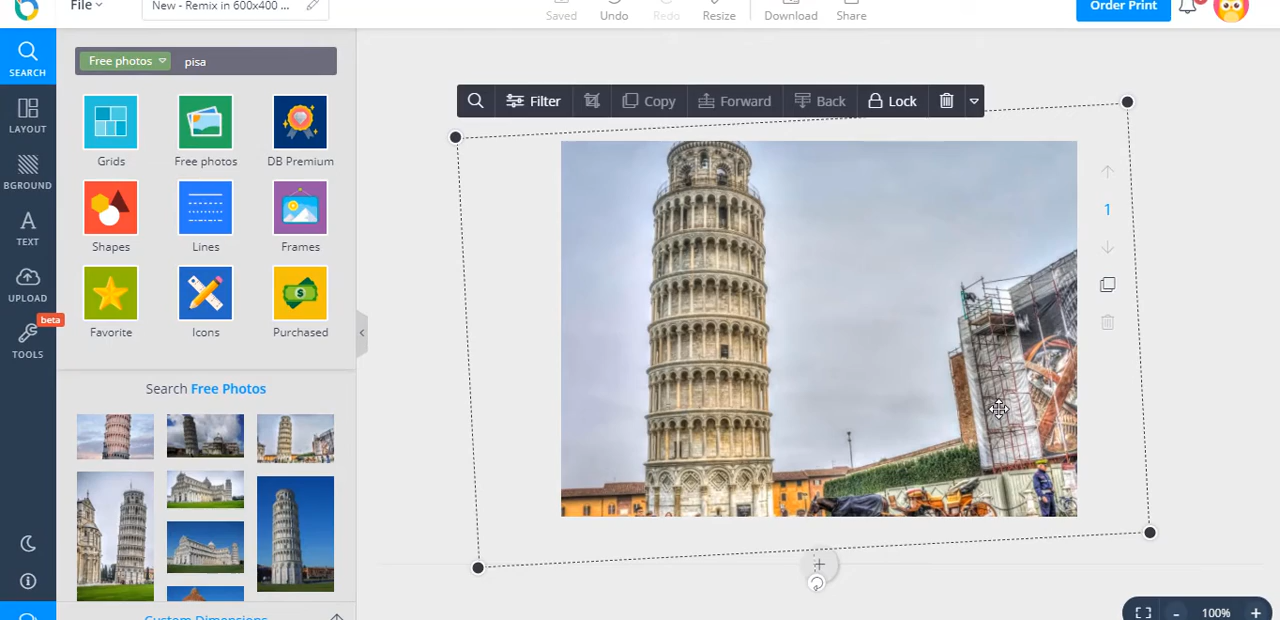 File
New - Remix in 600x400 ...
Saved
Undo
Redo
Resize
Download
Share
Order Print
SEARCH
LAYOUT
BGROUND
TEXT
UPLOAD
beta
TOOLS
Free photos
pisa
Grids
Free photos
DB Premium
Shapes
Lines
Frames
Favorite
Icons
Purchased
Search Free Photos
Custom Dimensions
Filter
Copy
Forward
Back
Lock
1
100%